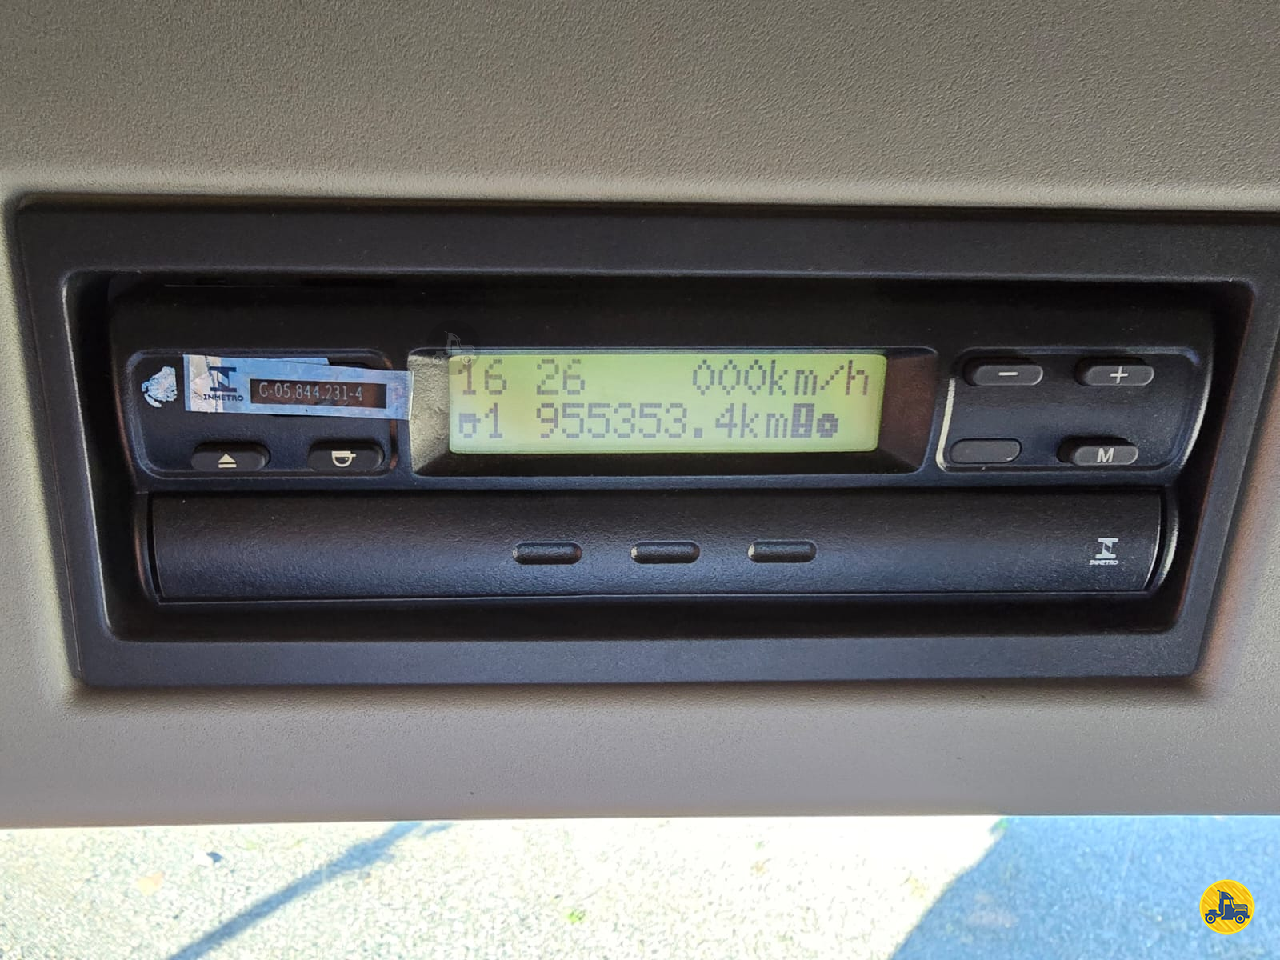 INMETRO
C-05.844.231-4
16 26 000km/h
1 955353.4km
−
+
M
INMETRO